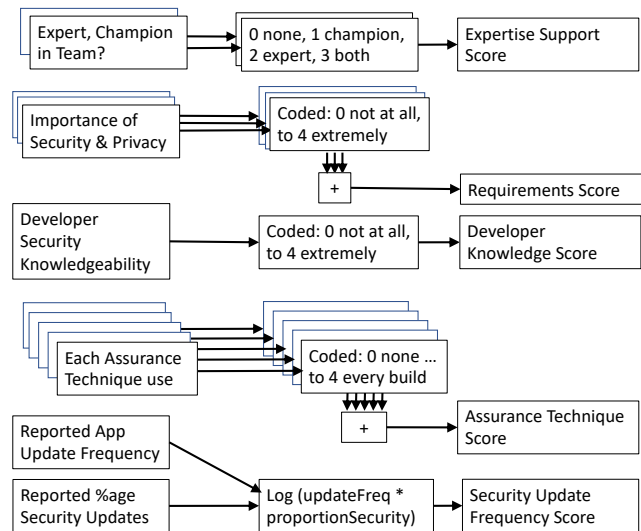 Expert, Champion
in Team?
0 none, 1 champion,
2 expert, 3 both
Expertise Support
Score
Importance of
Security & Privacy
Coded: 0 not at all,
to 4 extremely
+
Requirements Score
Developer
Security
Knowledgeability
Coded: 0 not at all,
to 4 extremely
Developer
Knowledge Score
Each Assurance
Technique use
Coded: 0 none ...
to 4 every build
+
Assurance Technique
Score
Reported App
Update Frequency
Reported %age
Security Updates
Log (updateFreq *
proportionSecurity)
Security Update
Frequency Score